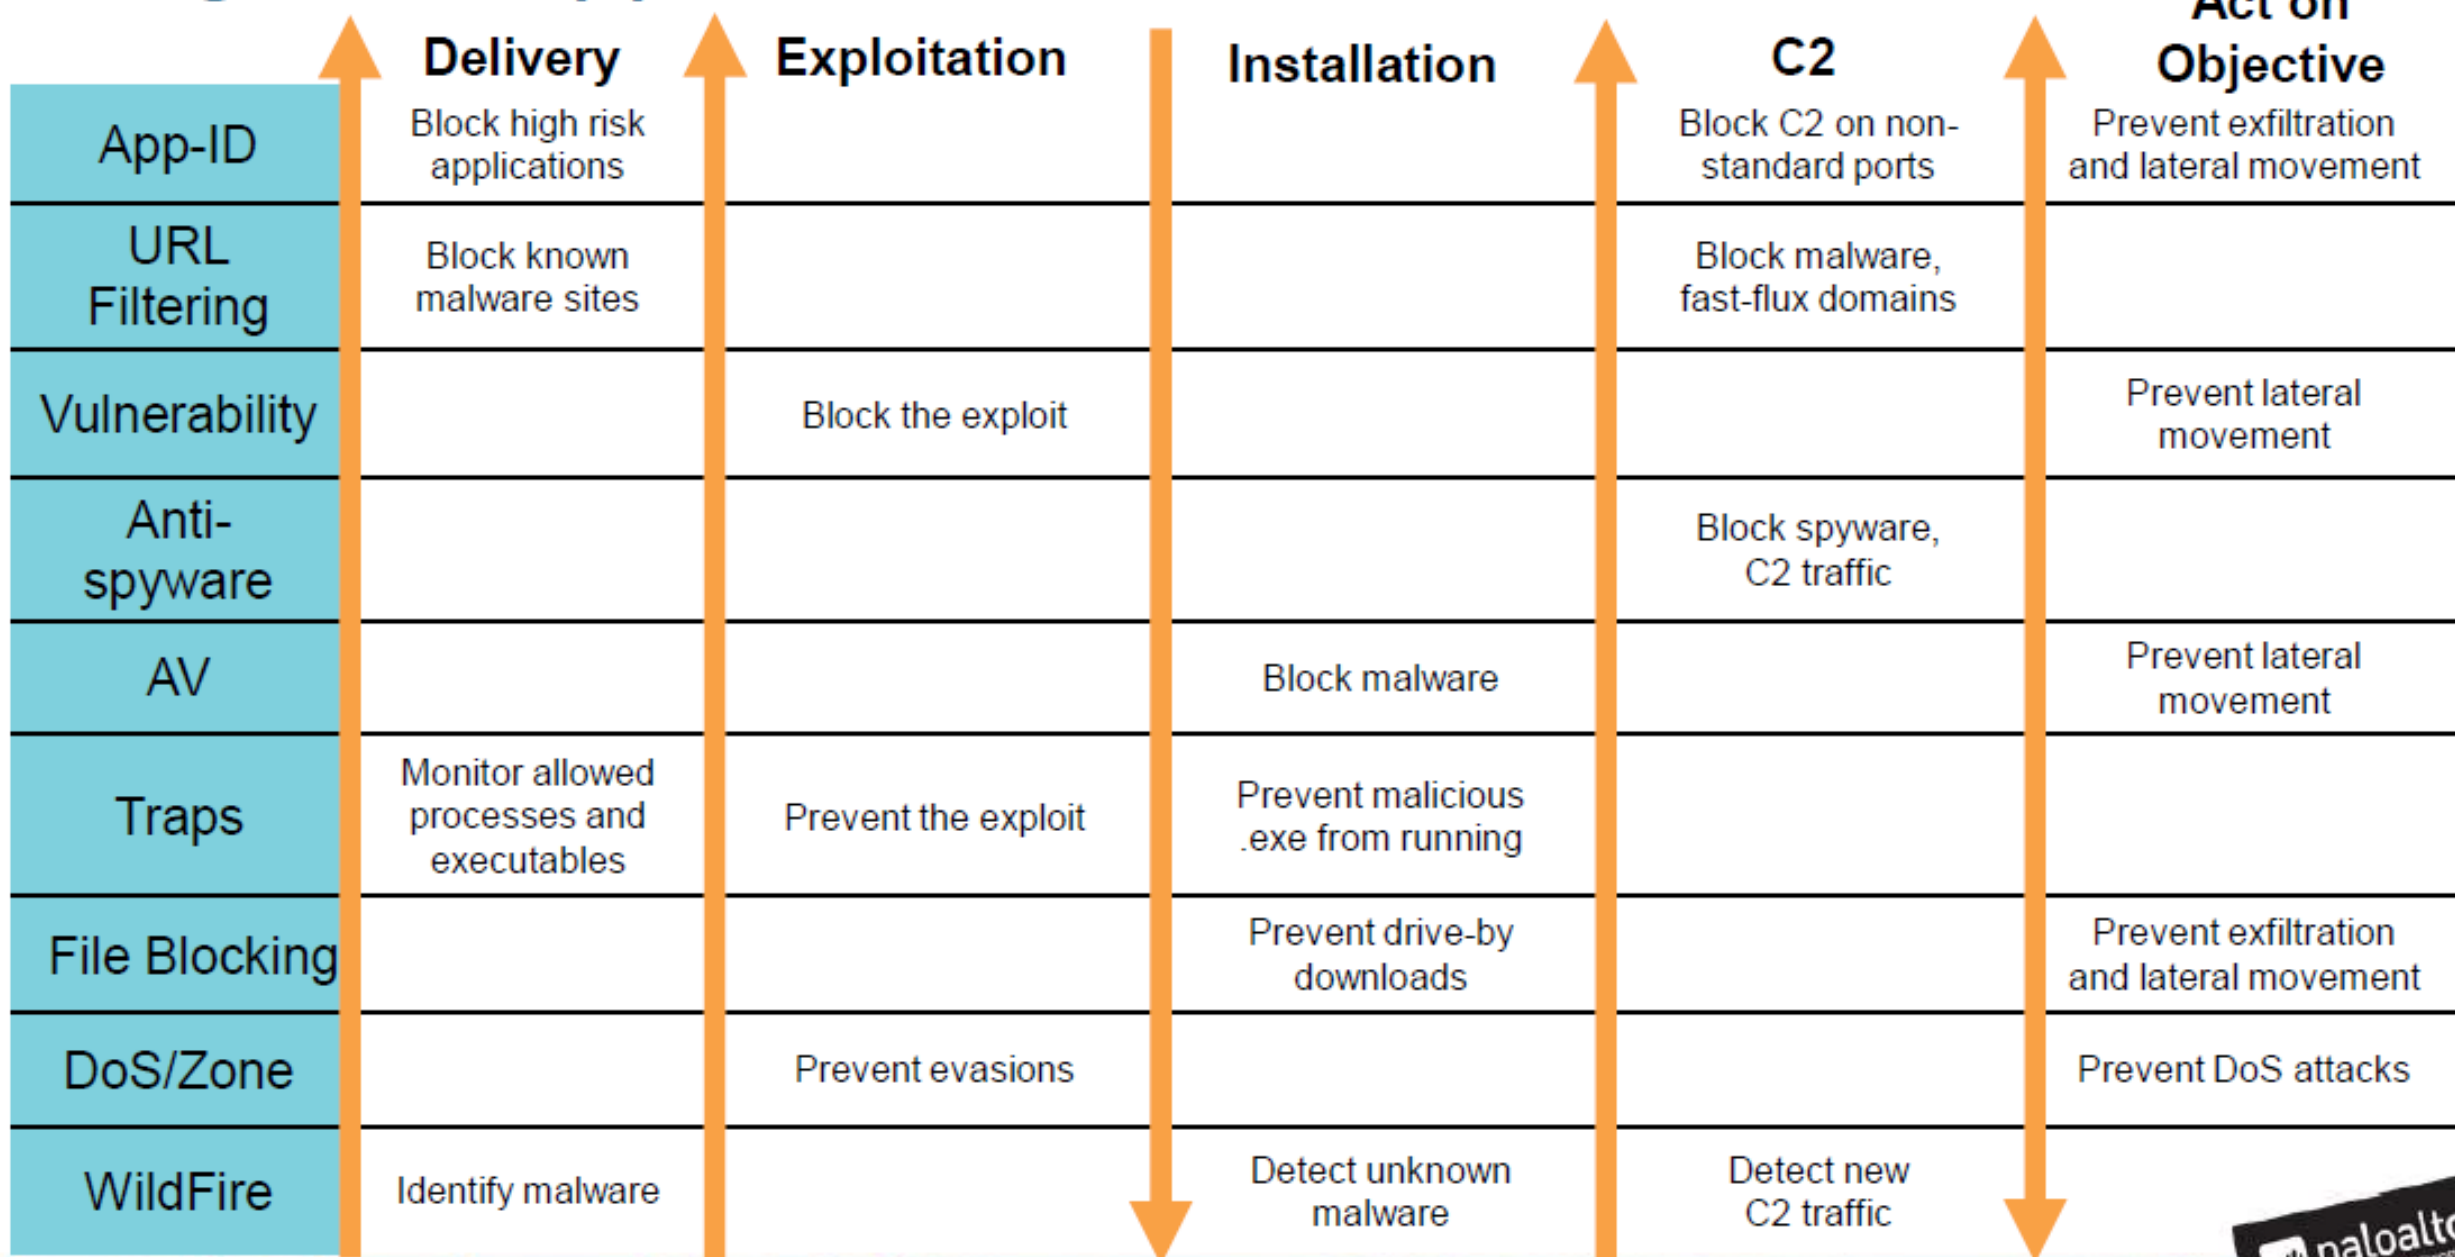 Delivery
Exploitation
Installation
C2
Act on
Objective
App-ID
Block high risk
applications
Block C2 on non-
standard ports
Prevent exfiltration
and lateral movement
URL
Filtering
Block known
malware sites
Block malware,
fast-flux domains
Vulnerability
Block the exploit
Prevent lateral
movement
Anti-
spyware
Block spyware,
C2 traffic
AV
Block malware
Prevent lateral
movement
Traps
Monitor allowed
processes and
executables
Prevent the exploit
Prevent malicious
.exe from running
File Blocking
Prevent drive-by
downloads
Prevent exfiltration
and lateral movement
DoS/Zone
Prevent evasions
Prevent DoS attacks
WildFire
Identify malware
Detect unknown
malware
Detect new
C2 traffic
paloalto